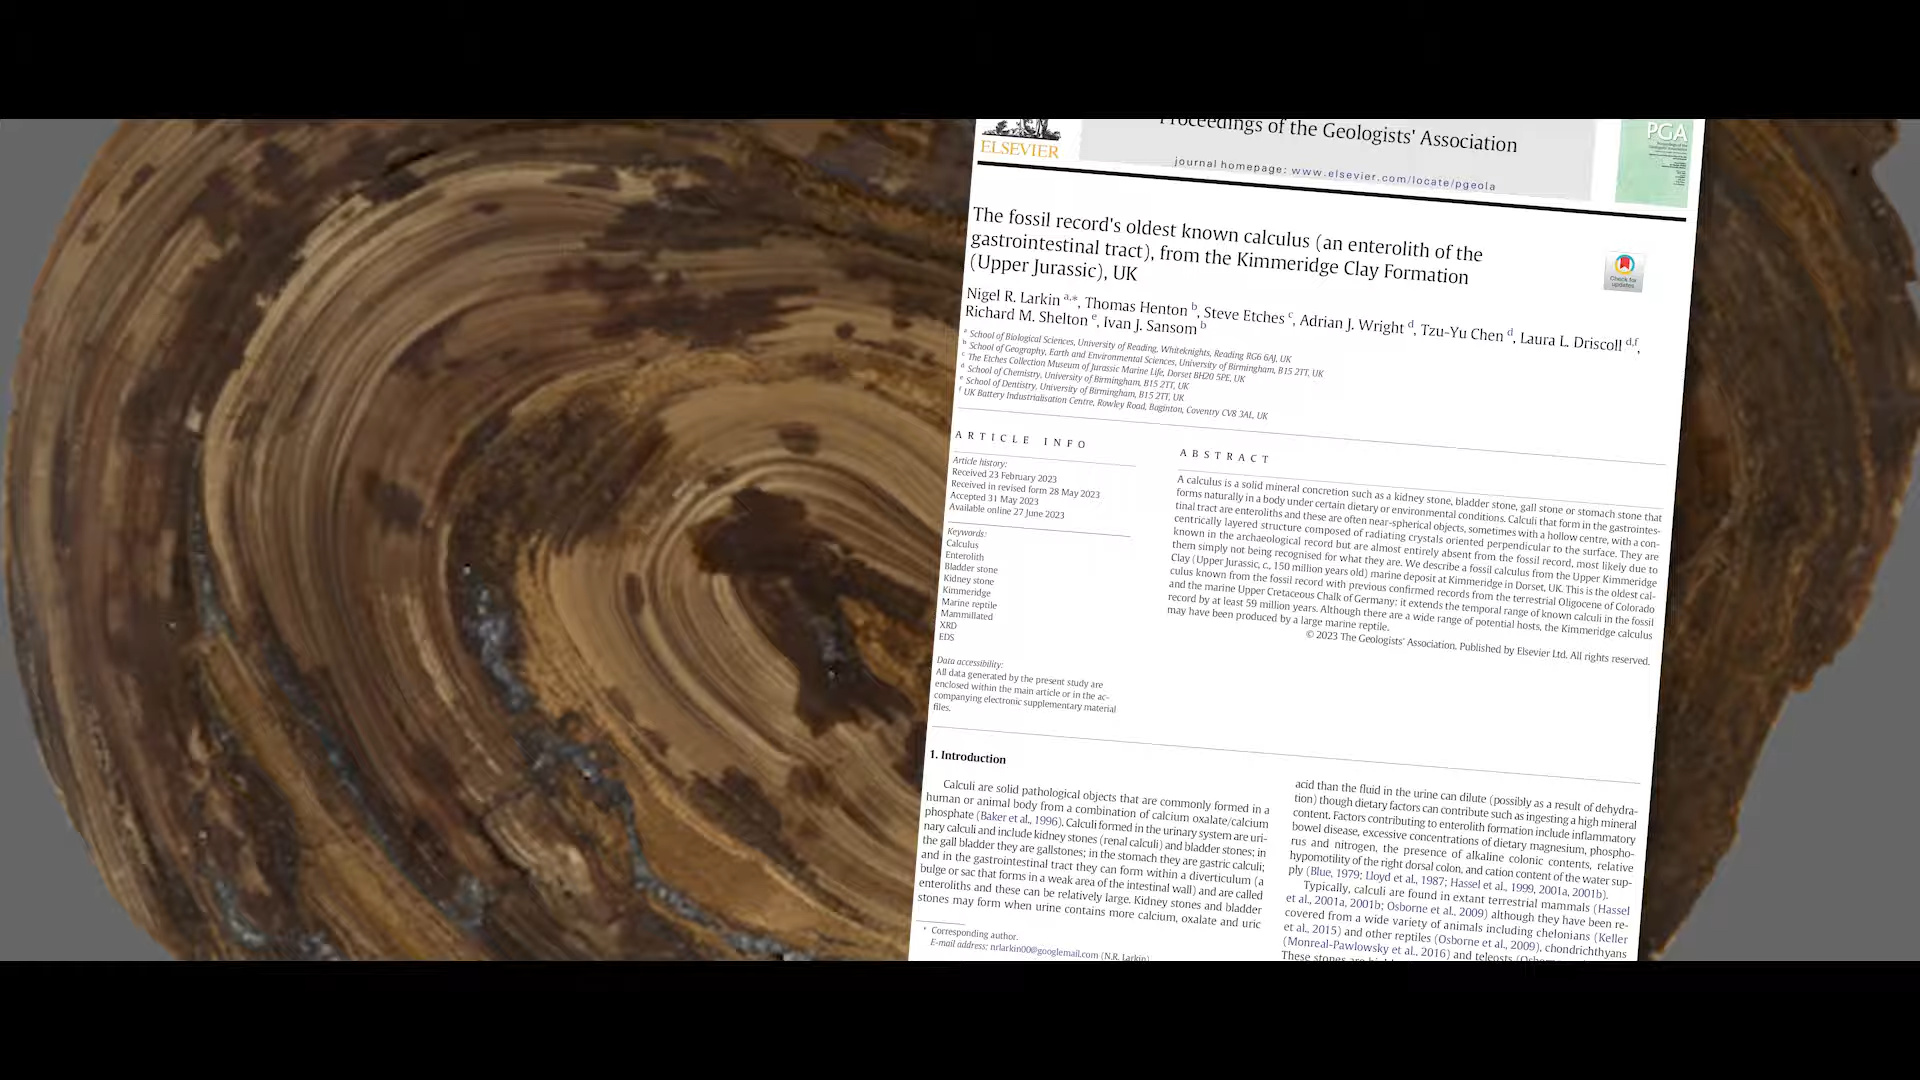 Proceedings of the Geologists' Association
ELSEVIER
journal homepage: www.elsevier.com/locate/pgeola
PGA
The fossil record's oldest known calculus (an enterolith of the
gastrointestinal tract), from the Kimmeridge Clay Formation
(Upper Jurassic), UK
Check for
updates
Nigel R. Larkin a,*, Thomas Henton b, Steve Etches c, Adrian J. Wright d, Tzu-Yu Chen d, Laura L. Driscoll d,f,
Richard M. Shelton e, Ivan J. Sansom b
a School of Biological Sciences, University of Reading, Whiteknights, Reading RG6 6AJ, UK
b School of Geography, Earth and Environmental Sciences, University of Birmingham, B15 2TT, UK
c The Etches Collection Museum of Jurassic Marine Life, Dorset BH20 5PE, UK
d School of Chemistry, University of Birmingham, B15 2TT, UK
e School of Dentistry, University of Birmingham, B15 2TT, UK
f UK Battery Industrialisation Centre, Rowley Road, Baginton, Coventry CV8 3AL, UK
ARTICLE INFO
Article history:
Received 23 February 2023
Received in revised form 28 May 2023
Accepted 31 May 2023
Available online 27 June 2023
Keywords:
Calculus
Enterolith
Bladder stone
Kidney stone
Kimmeridge
Marine reptile
Mammillated
XRD
EDS
Data accessibility:
All data generated by the present study are
enclosed within the main article or in the ac-
companying electronic supplementary material
files.
ABSTRACT
A calculus is a solid mineral concretion such as a kidney stone, bladder stone, gall stone or stomach stone that
forms naturally in a body under certain dietary or environmental conditions. Calculi that form in the gastrointes-
tinal tract are enteroliths and these are often near-spherical objects, sometimes with a hollow centre, with a con-
centrically layered structure composed of radiating crystals oriented perpendicular to the surface. They are
known in the archaeological record but are almost entirely absent from the fossil record, most likely due to
them simply not being recognised for what they are. We describe a fossil calculus from the Upper Kimmeridge
Clay (Upper Jurassic, c., 150 million years old) marine deposit at Kimmeridge in Dorset, UK. This is the oldest cal-
culus known from the fossil record with previous confirmed records from the terrestrial Oligocene of Colorado
and the marine Upper Cretaceous Chalk of Germany: it extends the temporal range of known calculi in the fossil
record by at least 59 million years. Although there are a wide range of potential hosts, the Kimmeridge calculus
may have been produced by a large marine reptile.
© 2023 The Geologists' Association. Published by Elsevier Ltd. All rights reserved.
1. Introduction
Calculi are solid pathological objects that are commonly formed in a
human or animal body from a combination of calcium oxalate/calcium
phosphate (Baker et al., 1996). Calculi formed in the urinary system are uri-
nary calculi and include kidney stones (renal calculi) and bladder stones; in
the gall bladder they are gallstones; in the stomach they are gastric calculi;
and in the gastrointestinal tract they can form within a diverticulum (a
bulge or sac that forms in a weak area of the intestinal wall) and are called
enteroliths and these can be relatively large. Kidney stones and bladder
stones may form when urine contains more calcium, oxalate and uric
* Corresponding author.
E-mail address: nrlarkin00@googlemail.com (N.R. Larkin).
acid than the fluid in the urine can dilute (possibly as a result of dehydra-
tion) though dietary factors can contribute such as ingesting a high mineral
content. Factors contributing to enterolith formation include inflammatory
bowel disease, excessive concentrations of dietary magnesium, phospho-
rus and nitrogen, the presence of alkaline colonic contents, relative
hypomotility of the right dorsal colon, and cation content of the water sup-
ply (Blue, 1979; Lloyd et al., 1987; Hassel et al., 1999, 2001a, 2001b).
Typically, calculi are found in extant terrestrial mammals (Hassel
et al., 2001a, 2001b; Osborne et al., 2009) although they have been re-
covered from a wide variety of animals including chelonians (Keller
et al., 2015) and other reptiles (Osborne et al., 2009), chondrichthyans
(Monreal-Pawlowsky et al., 2016) and teleosts
These stones are